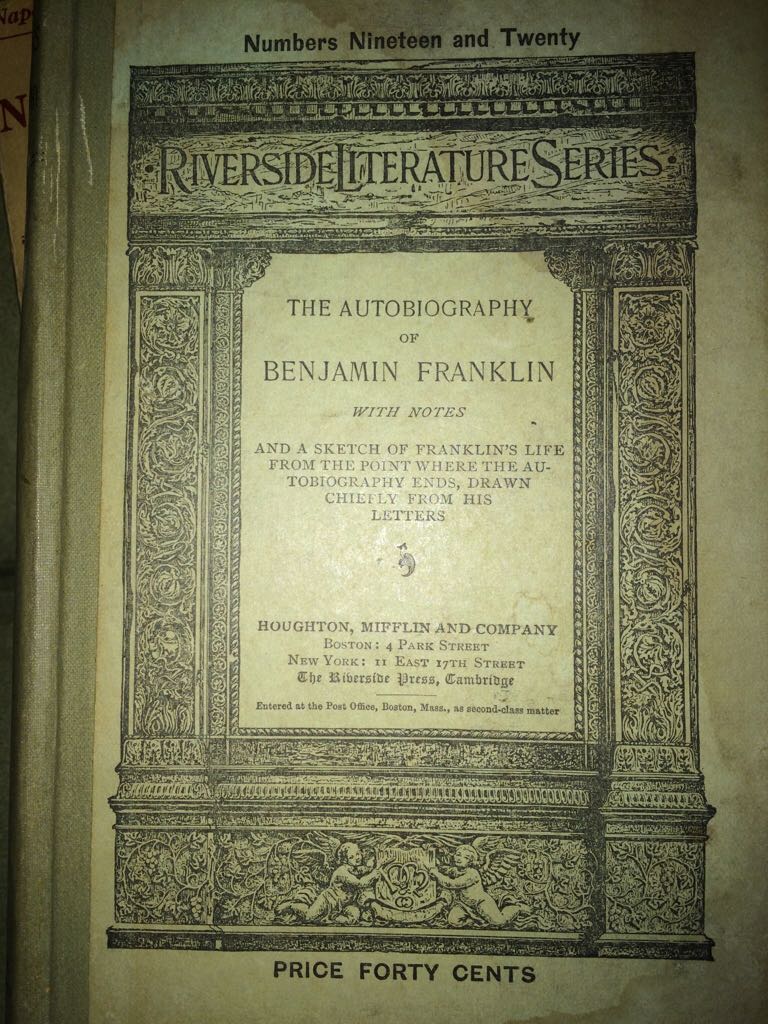 Nap
N
Numbers Nineteen and Twenty
·RIVERSIDE LITERATURE SERIES·
THE AUTOBIOGRAPHY
OF
BENJAMIN FRANKLIN
WITH NOTES
AND A SKETCH OF FRANKLIN'S LIFE
FROM THE POINT WHERE THE AU-
TOBIOGRAPHY ENDS, DRAWN
CHIEFLY FROM HIS
LETTERS
HOUGHTON, MIFFLIN AND COMPANY
BOSTON: 4 PARK STREET
NEW YORK: 11 EAST 17TH STREET
The Riverside Press, Cambridge
Entered at the Post Office, Boston, Mass., as second-class matter
PRICE FORTY CENTS